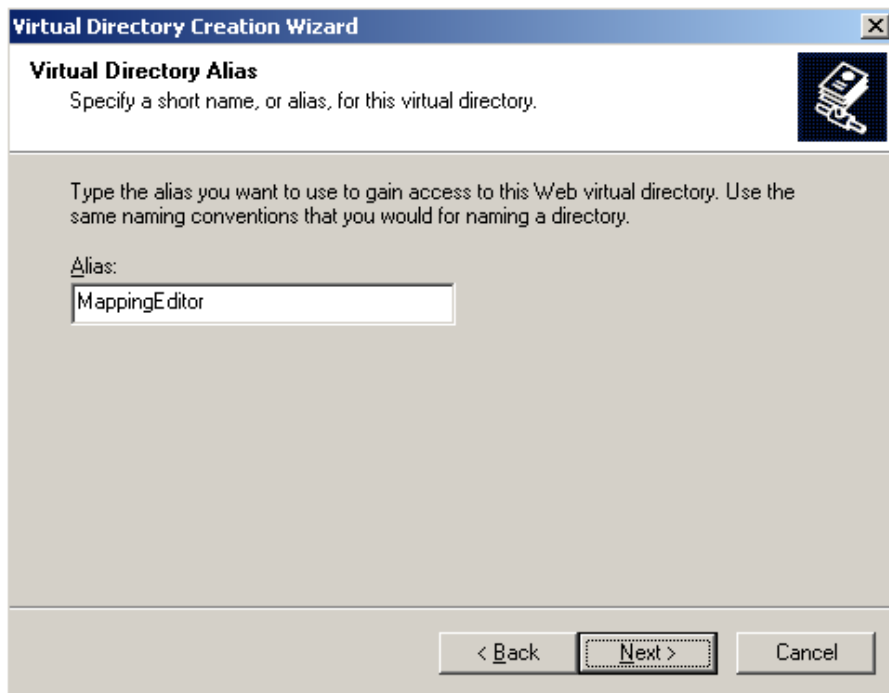 Virtual Directory Creation Wizard
Virtual Directory Alias
Specify a short name, or alias, for this virtual directory.
Type the alias you want to use to gain access to this Web virtual directory. Use the
same naming conventions that you would for naming a directory.
Alias:
MappingEditor
< Back Next > Cancel